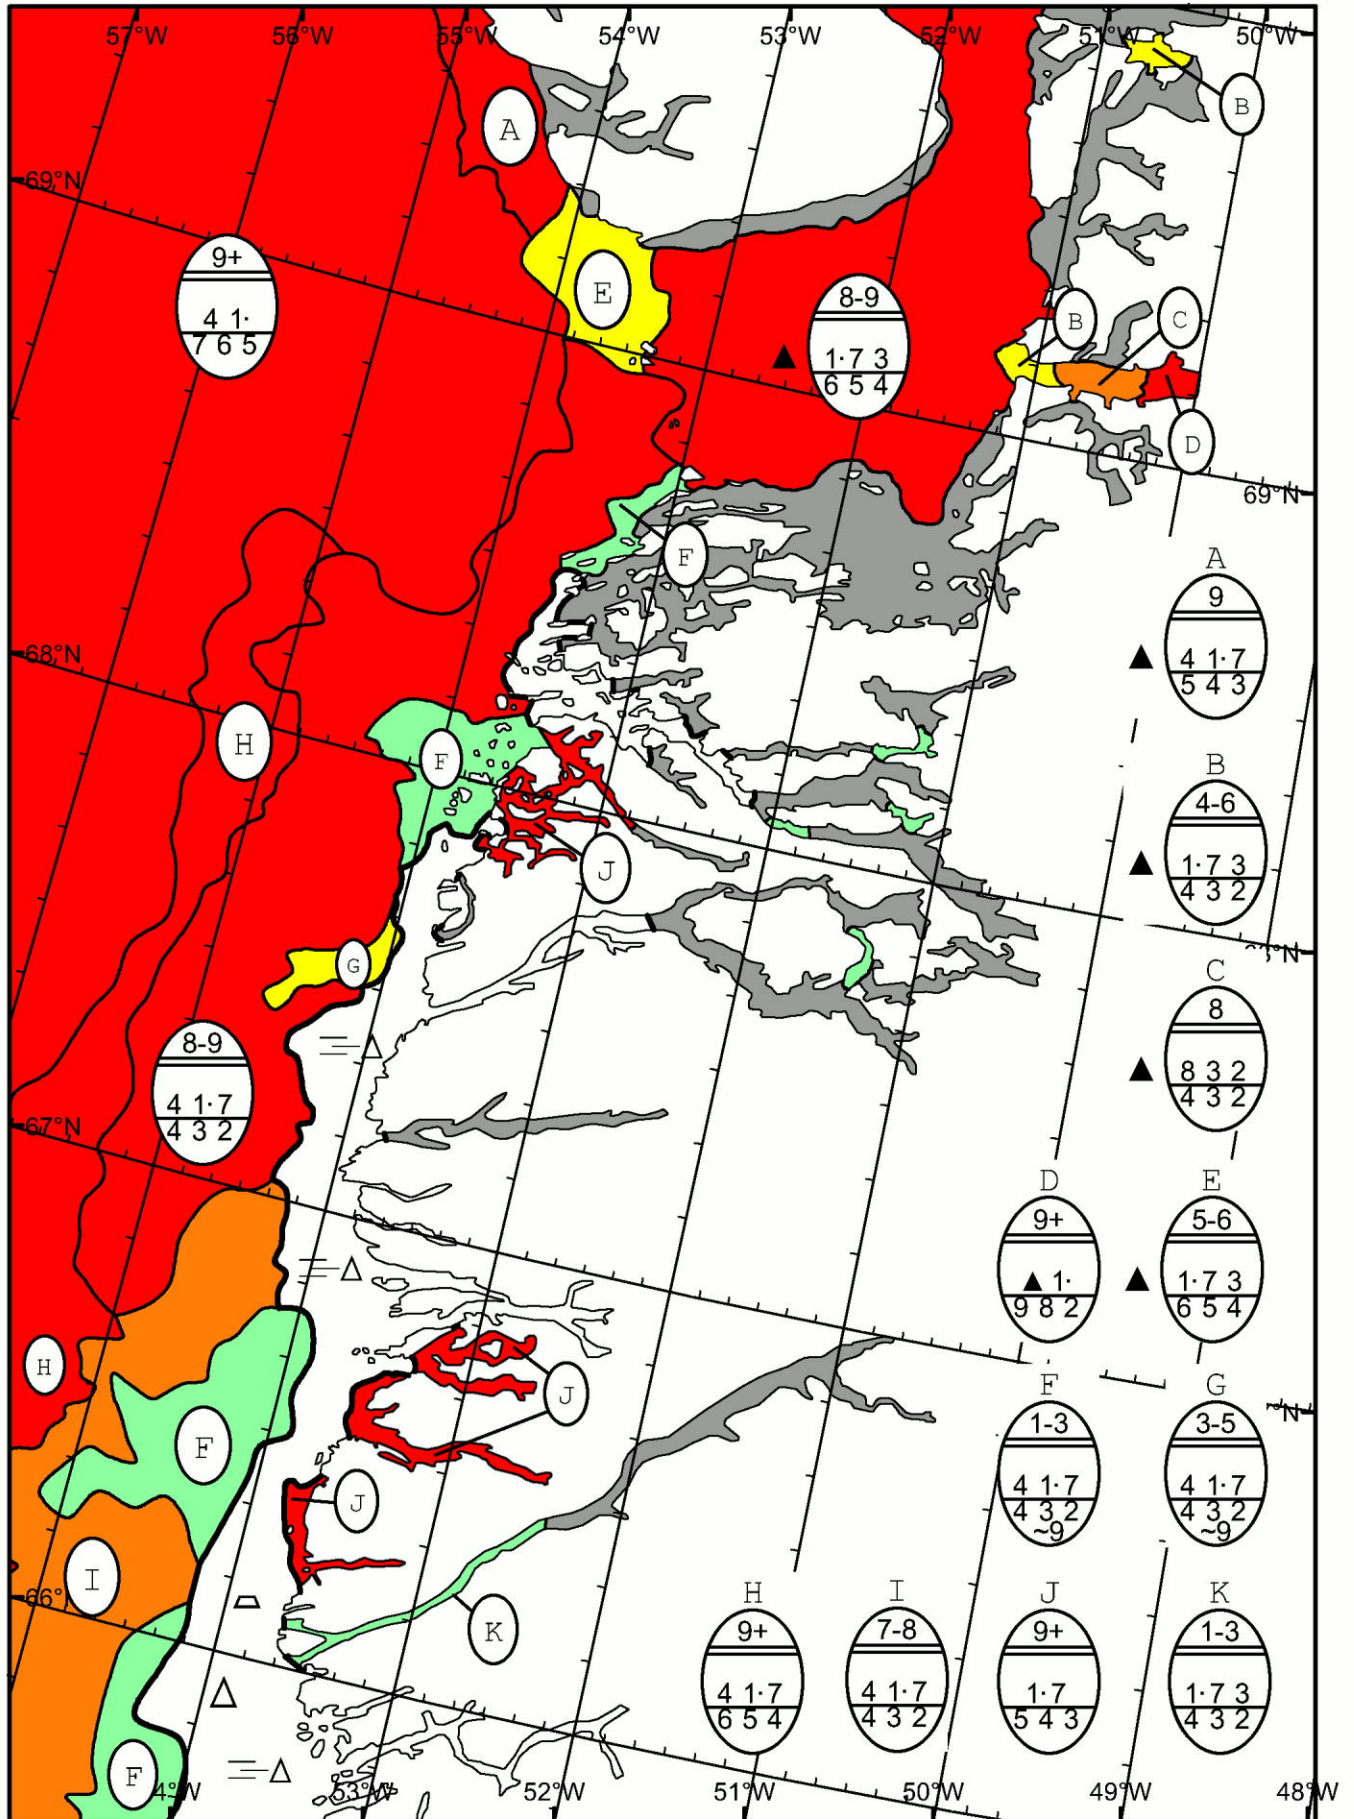 57°W 56°W 55°W 54°W 53°W 52°W 51°W 50°W
B
A
69°N
9+
4 1·
7 6 5
E
8-9
1·7 3
6 5 4
B C
D
69°N
F
A
9
4 1·7
5 4 3
68°N
H
F
J
B
4-6
1·7 3
4 3 2
G
°N
C
8
8 3 2
4 3 2
8-9
4 1·7
4 3 2
67°N
D E
9+ 5-6
▲ 1· 1·7 3
9 8 2 6 5 4
H
J
F G
1-3 3-5
4 1·7 4 1·7
4 3 2 4 3 2
~9 ~9
°N
F
J
I
66°
K
H I J K
9+ 7-8 9+ 1-3
4 1·7 4 1·7 1·7 1·7 3
6 5 4 4 3 2 5 4 3 4 3 2
F
4°W 53°W 52°W 51°W 50°W 49°W 48°W